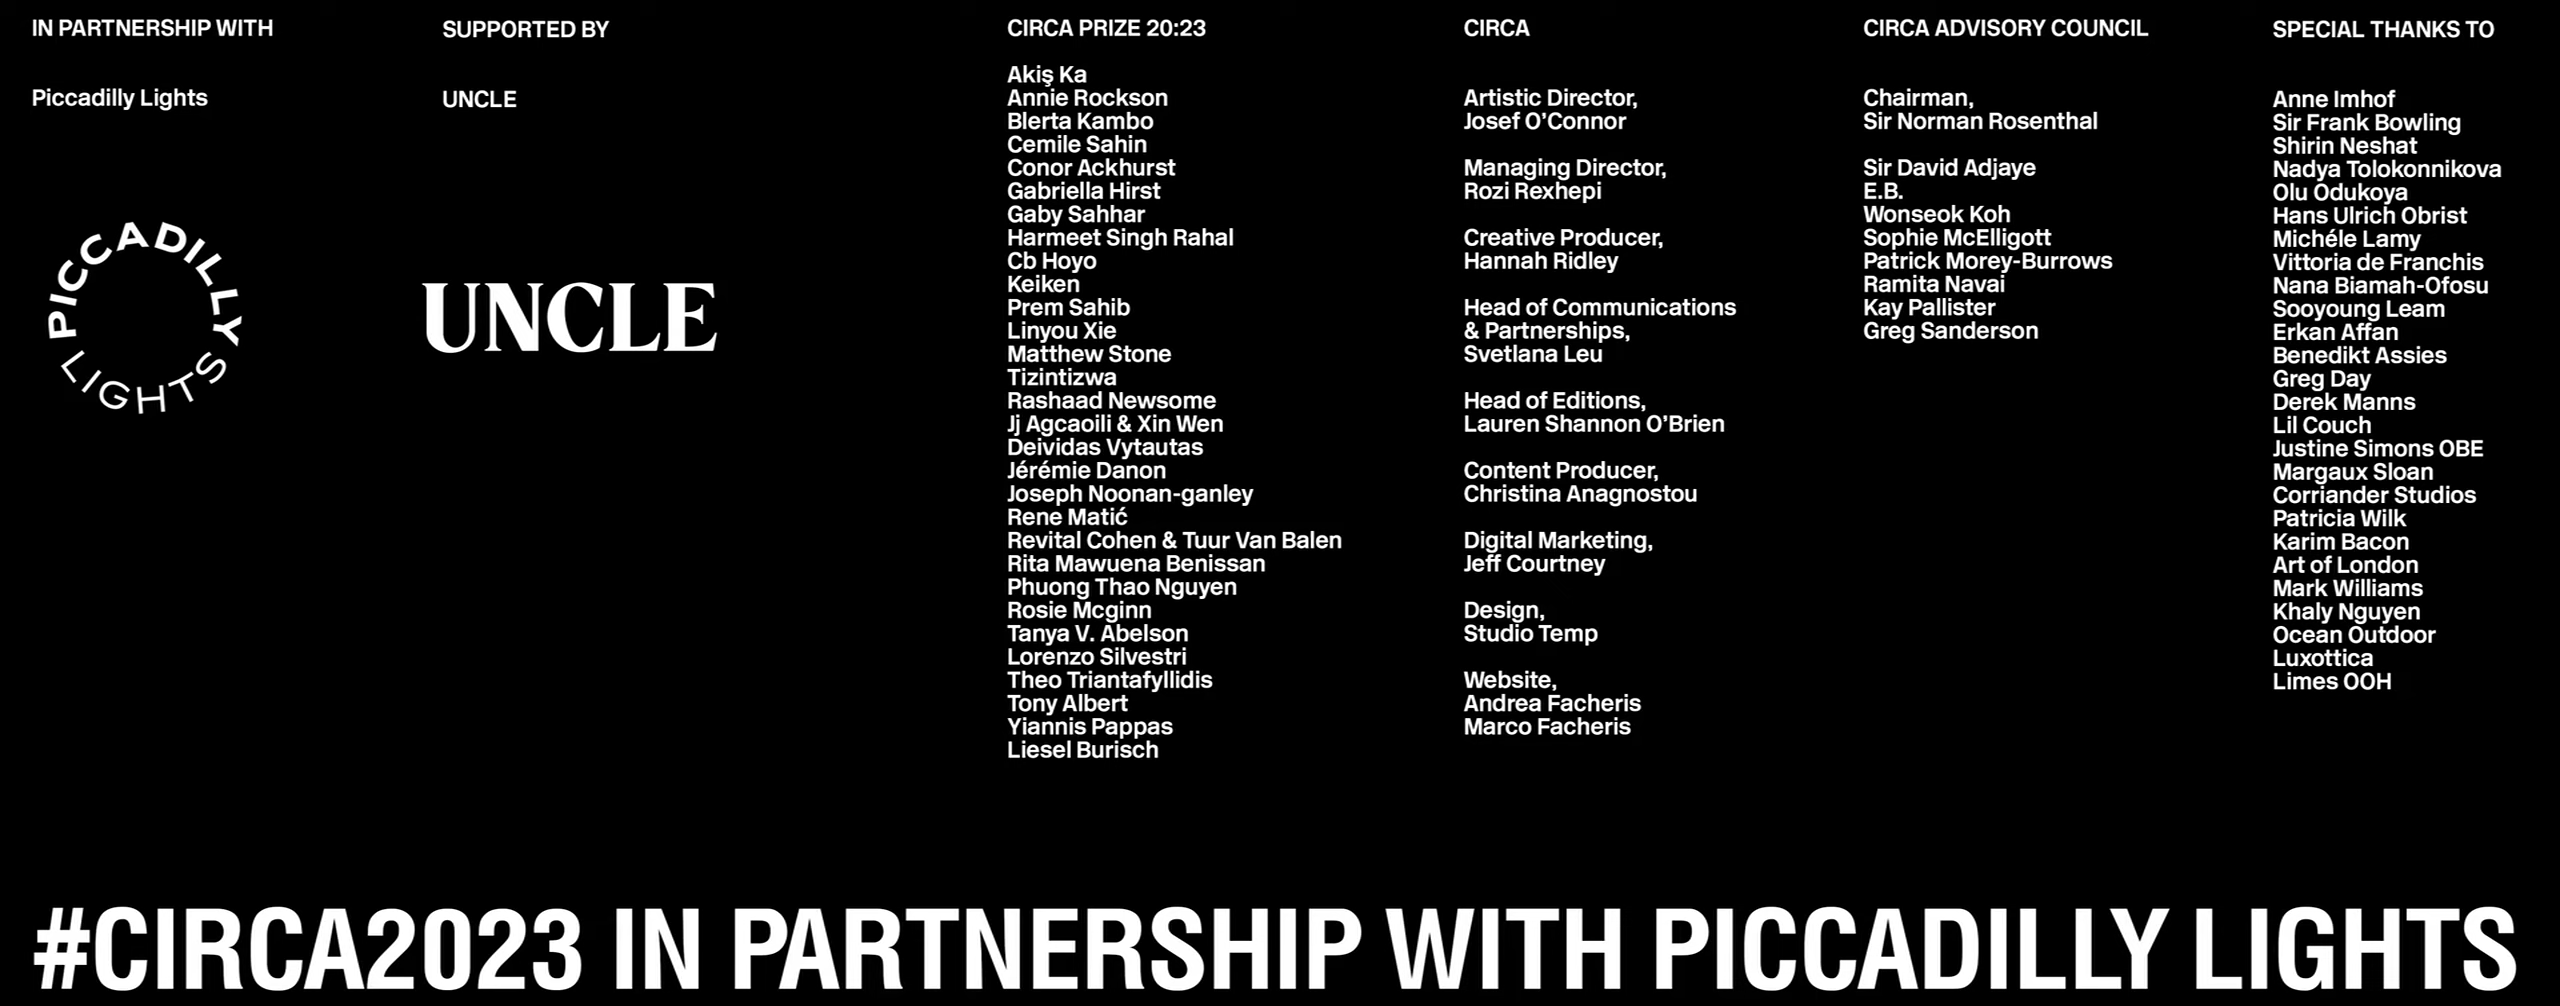 IN PARTNERSHIP WITH
Piccadilly Lights
PICCADILLY LIGHTS
SUPPORTED BY
UNCLE
UNCLE
CIRCA PRIZE 20:23
Akiş Ka
Annie Rockson
Blerta Kambo
Cemile Sahin
Conor Ackhurst
Gabriella Hirst
Gaby Sahhar
Harmeet Singh Rahal
Cb Hoyo
Keiken
Prem Sahib
Linyou Xie
Matthew Stone
Tizintizwa
Rashaad Newsome
Jj Agcaoili & Xin Wen
Deividas Vytautas
Jérémie Danon
Joseph Noonan-ganley
Rene Matić
Revital Cohen & Tuur Van Balen
Rita Mawuena Benissan
Phuong Thao Nguyen
Rosie Mcginn
Tanya V. Abelson
Lorenzo Silvestri
Theo Triantafyllidis
Tony Albert
Yiannis Pappas
Liesel Burisch
CIRCA
Artistic Director,
Josef O’Connor
Managing Director,
Rozi Rexhepi
Creative Producer,
Hannah Ridley
Head of Communications
& Partnerships,
Svetlana Leu
Head of Editions,
Lauren Shannon O’Brien
Content Producer,
Christina Anagnostou
Digital Marketing,
Jeff Courtney
Design,
Studio Temp
Website,
Andrea Facheris
Marco Facheris
CIRCA ADVISORY COUNCIL
Chairman,
Sir Norman Rosenthal
Sir David Adjaye
E.B.
Wonseok Koh
Sophie McElligott
Patrick Morey-Burrows
Ramita Navai
Kay Pallister
Greg Sanderson
SPECIAL THANKS TO
Anne Imhof
Sir Frank Bowling
Shirin Neshat
Nadya Tolokonnikova
Olu Odukoya
Hans Ulrich Obrist
Michéle Lamy
Vittoria de Franchis
Nana Biamah-Ofosu
Sooyoung Leam
Erkan Affan
Benedikt Assies
Greg Day
Derek Manns
Lil Couch
Justine Simons OBE
Margaux Sloan
Corriander Studios
Patricia Wilk
Karim Bacon
Art of London
Mark Williams
Khaly Nguyen
Ocean Outdoor
Luxottica
Limes OOH
#CIRCA2023 IN PARTNERSHIP WITH PICCADILLY LIGHTS